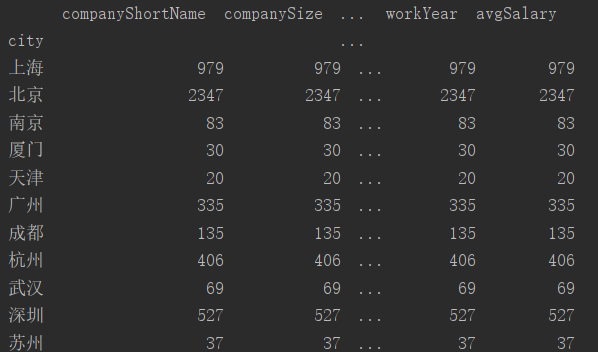 companyShortName companySize ... workYear avgSalary
city ...
上海 979 979 ... 979 979
北京 2347 2347 ... 2347 2347
南京 83 83 ... 83 83
厦门 30 30 ... 30 30
天津 20 20 ... 20 20
广州 335 335 ... 335 335
成都 135 135 ... 135 135
杭州 406 406 ... 406 406
武汉 69 69 ... 69 69
深圳 527 527 ... 527 527
苏州 37 37 ... 37 37